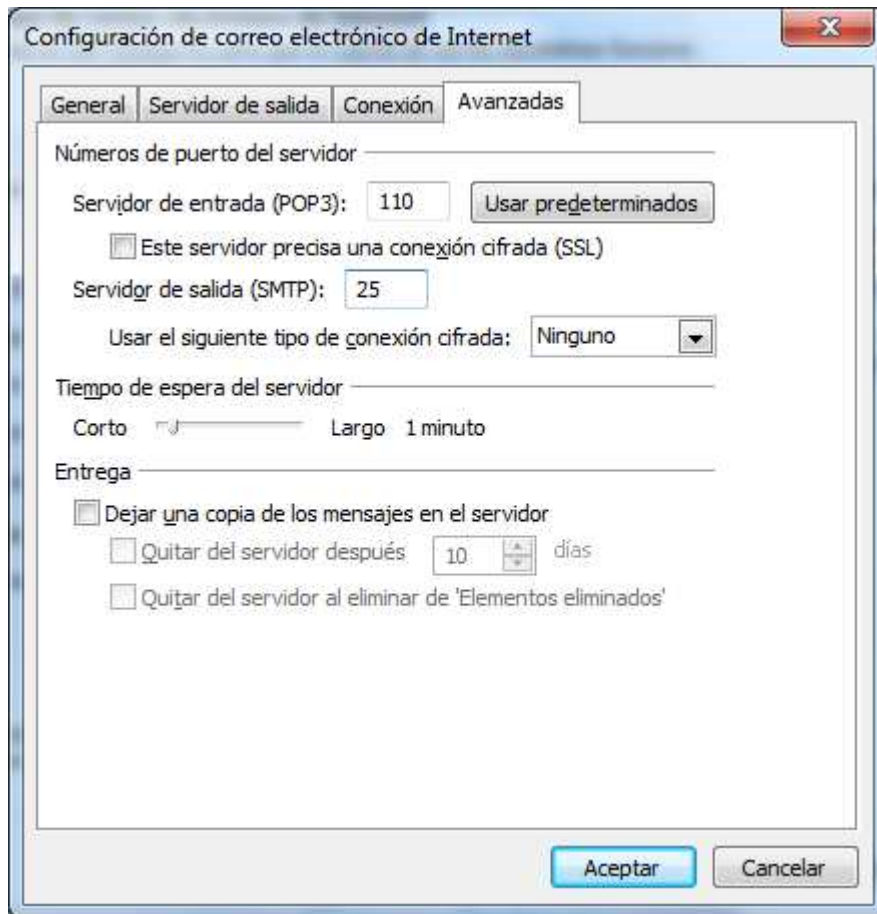 Configuración de correo electrónico de Internet
General Servidor de salida Conexión Avanzadas
Números de puerto del servidor
Servidor de entrada (POP3): 110 Usar predeterminados
Este servidor precisa una conexión cifrada (SSL)
Servidor de salida (SMTP): 25
Usar el siguiente tipo de conexión cifrada: Ninguno
Tiempo de espera del servidor
Corto Largo 1 minuto
Entrega
Dejar una copia de los mensajes en el servidor
Quitar del servidor después 10 días
Quitar del servidor al eliminar de 'Elementos eliminados'
Aceptar Cancelar